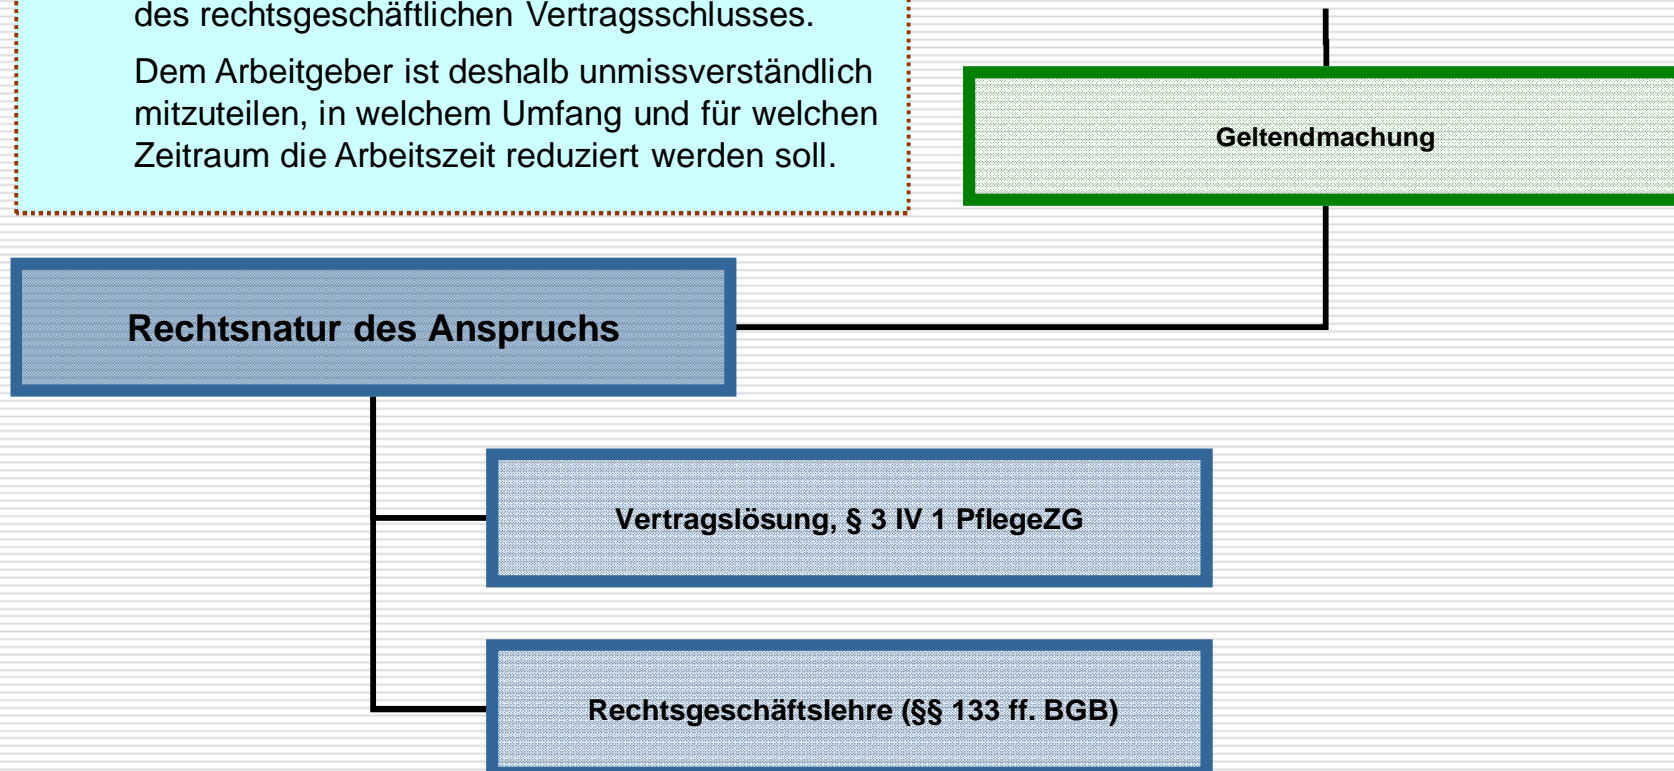 des rechtsgeschäftlichen Vertragsschlusses.
Dem Arbeitgeber ist deshalb unmissverständlich
mitzuteilen, in welchem Umfang und für welchen
Zeitraum die Arbeitszeit reduziert werden soll.
Geltendmachung
Rechtsnatur des Anspruchs
Vertragslösung, § 3 IV 1 PflegeZG
Rechtsgeschäftslehre (§§ 133 ff. BGB)